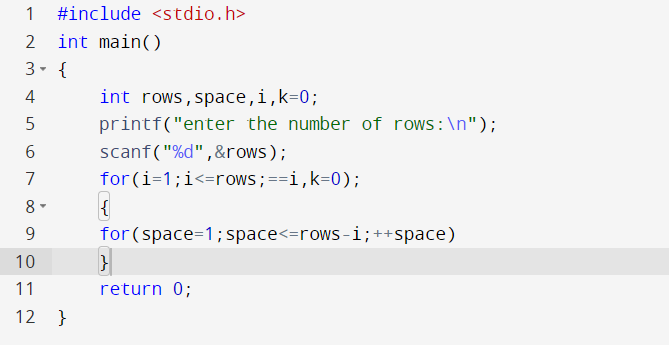 1 #include <stdio.h>
2 int main()
3 {
4 int rows,space,i,k=0;
5 printf("enter the number of rows:\n");
6 scanf("%d",&rows);
7 for(i=1;i<=rows;==i,k=0);
8 {
9 for(space=1;space<=rows-i;++space)
10 }
11 return 0;
12 }